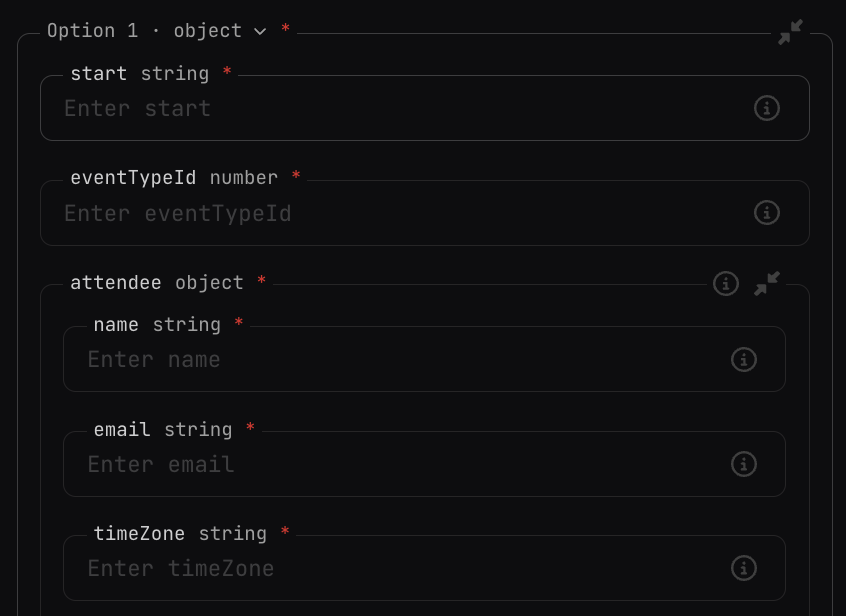 Option 1 · object *
start string *
Enter start
eventTypeId number *
Enter eventTypeId
attendee object *
name string *
Enter name
email string *
Enter email
timeZone string *
Enter timeZone